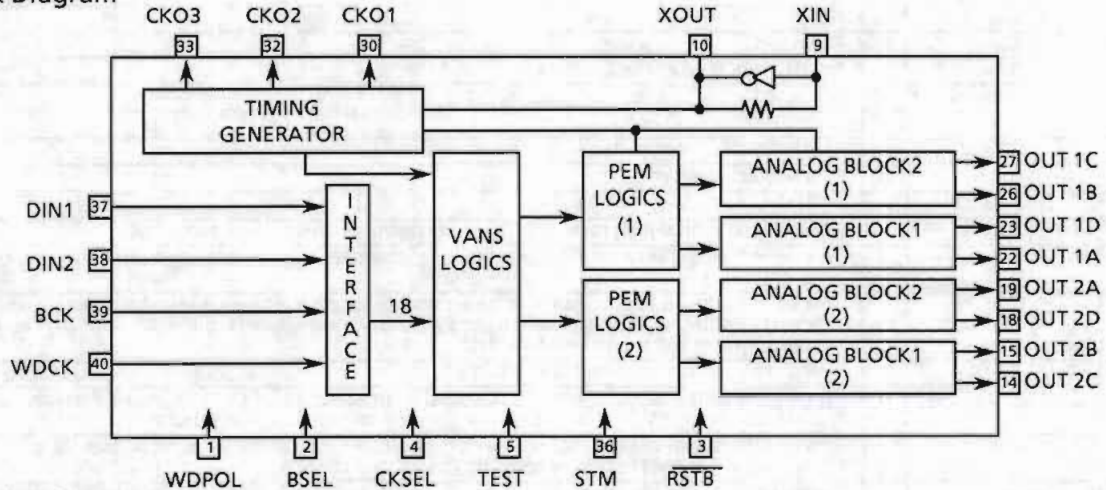 Diagram
CKO3 CKO2 CKO1 XOUT XIN
33 32 30 10 9
TIMING
GENERATOR
DIN1 37
DIN2 38
BCK 39
WDCK 40
INTERFACE
18
VANS
LOGICS
PEM
LOGICS
(1)
PEM
LOGICS
(2)
ANALOG BLOCK2
(1)
ANALOG BLOCK1
(1)
ANALOG BLOCK2
(2)
ANALOG BLOCK1
(2)
27 OUT 1C
26 OUT 1B
23 OUT 1D
22 OUT 1A
19 OUT 2A
18 OUT 2D
15 OUT 2B
14 OUT 2C
1 2 4 5 36 3
WDPOL BSEL CKSEL TEST STM RSTB